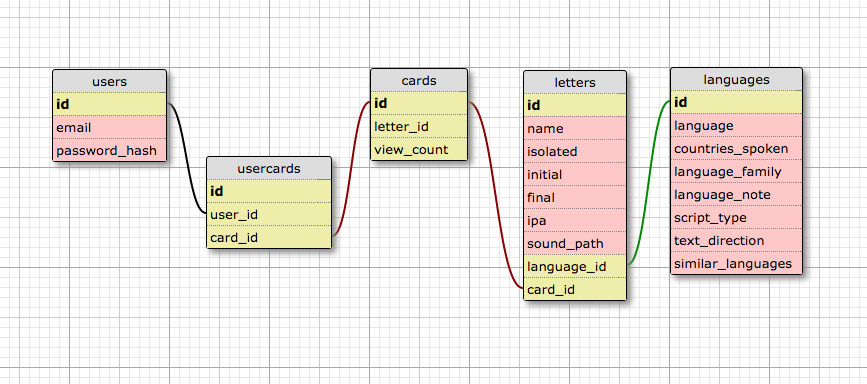 users
id
email
password_hash
usercards
id
user_id
card_id
cards
id
letter_id
view_count
letters
id
name
isolated
initial
final
ipa
sound_path
language_id
card_id
languages
id
language
countries_spoken
language_family
language_note
script_type
text_direction
similar_languages